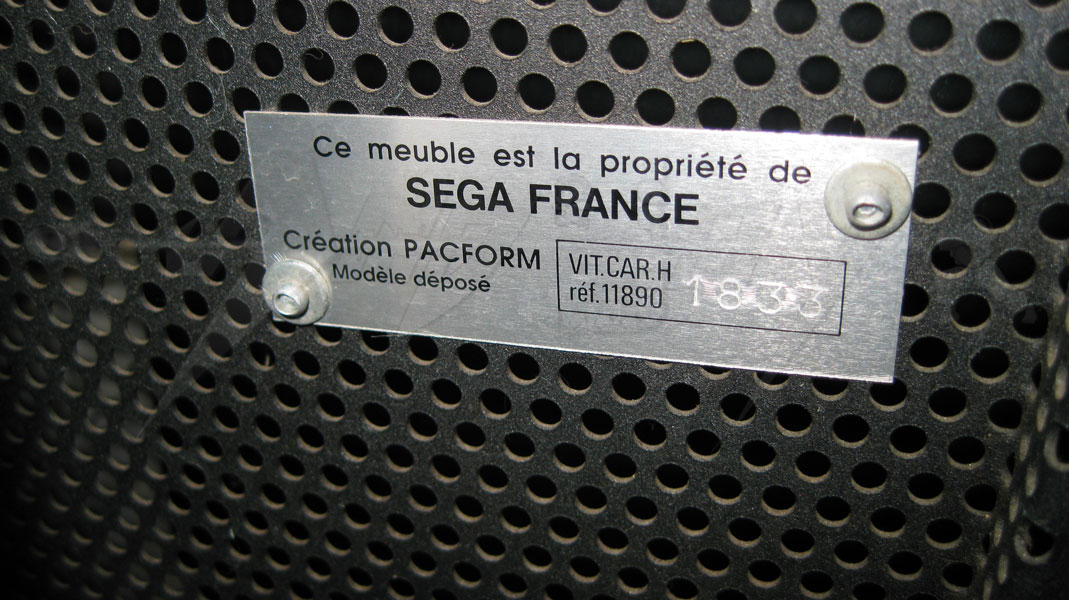 Ce meuble est la propriété de
SEGA FRANCE
Création PACFORM
Modèle déposé
VIT.CAR.H
réf.11890 1833